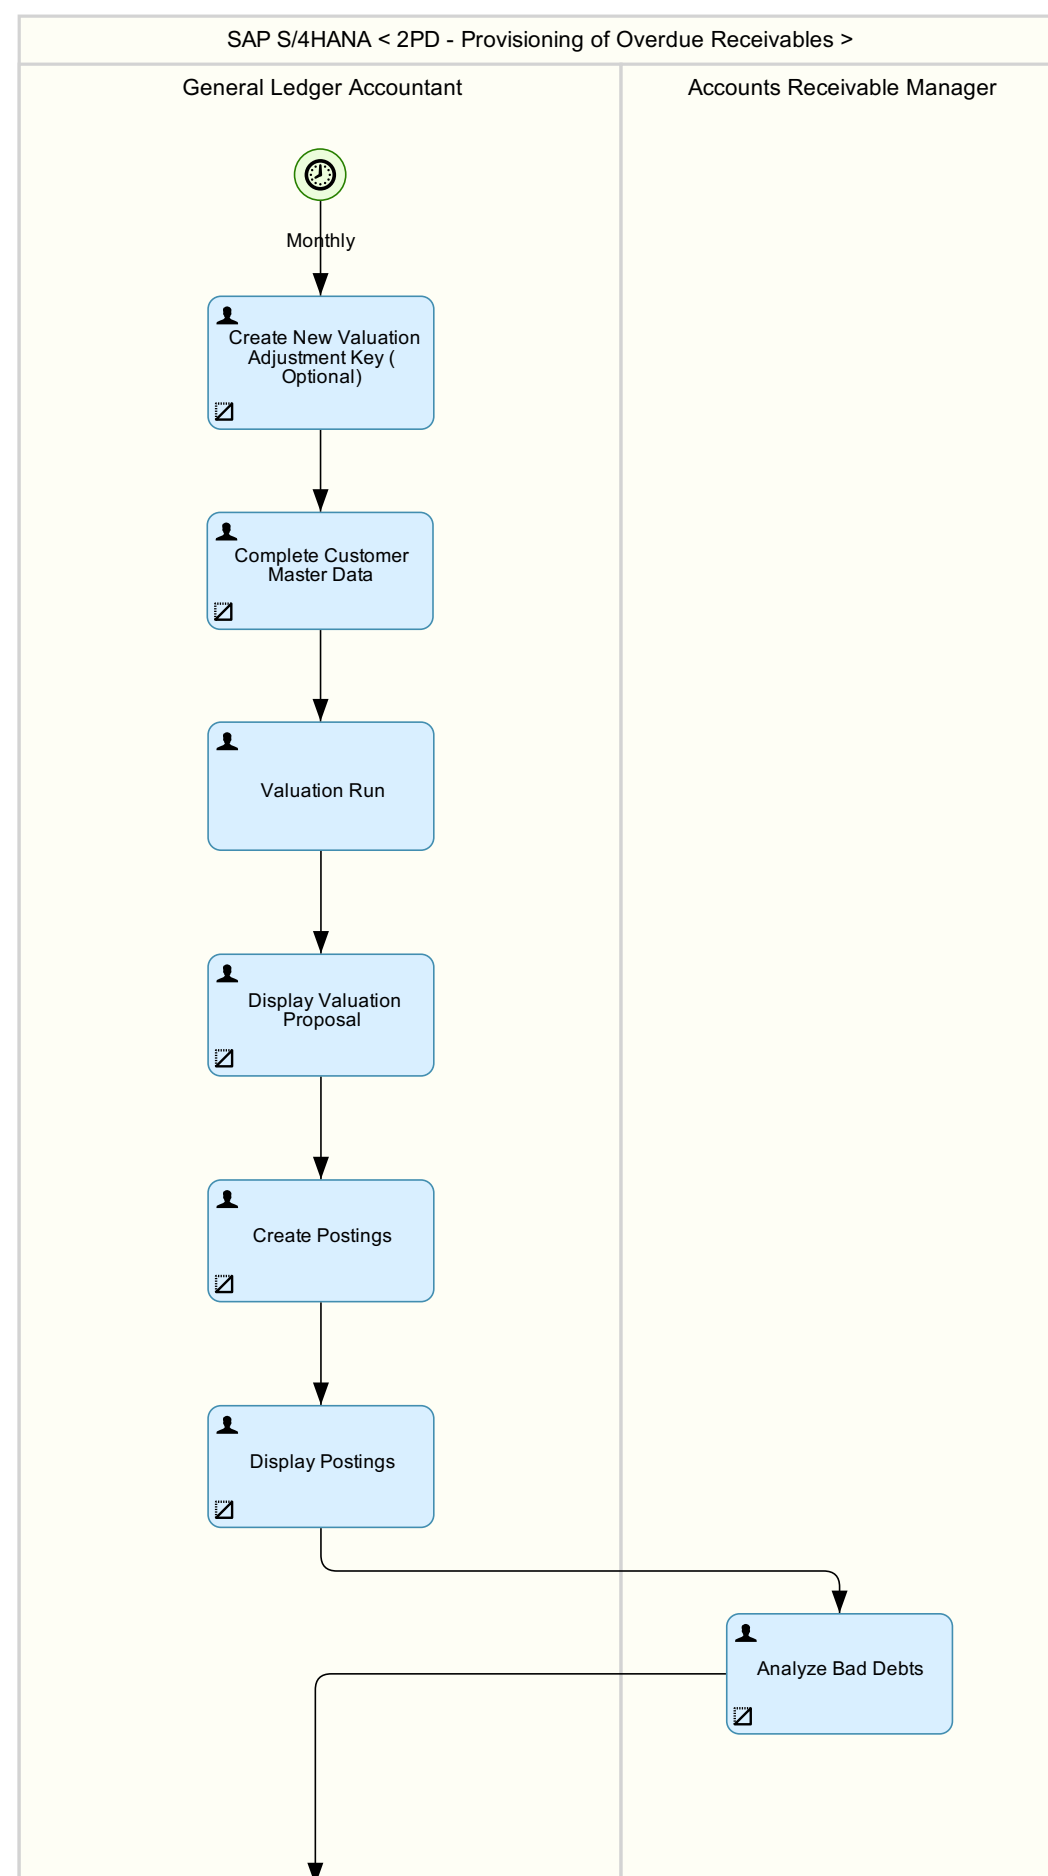 SAP S/4HANA < 2PD - Provisioning of Overdue Receivables >
General Ledger Accountant
Accounts Receivable Manager
Monthly
Create New Valuation
Adjustment Key (
Optional)
Complete Customer
Master Data
Valuation Run
Display Valuation
Proposal
Create Postings
Display Postings
Analyze Bad Debts